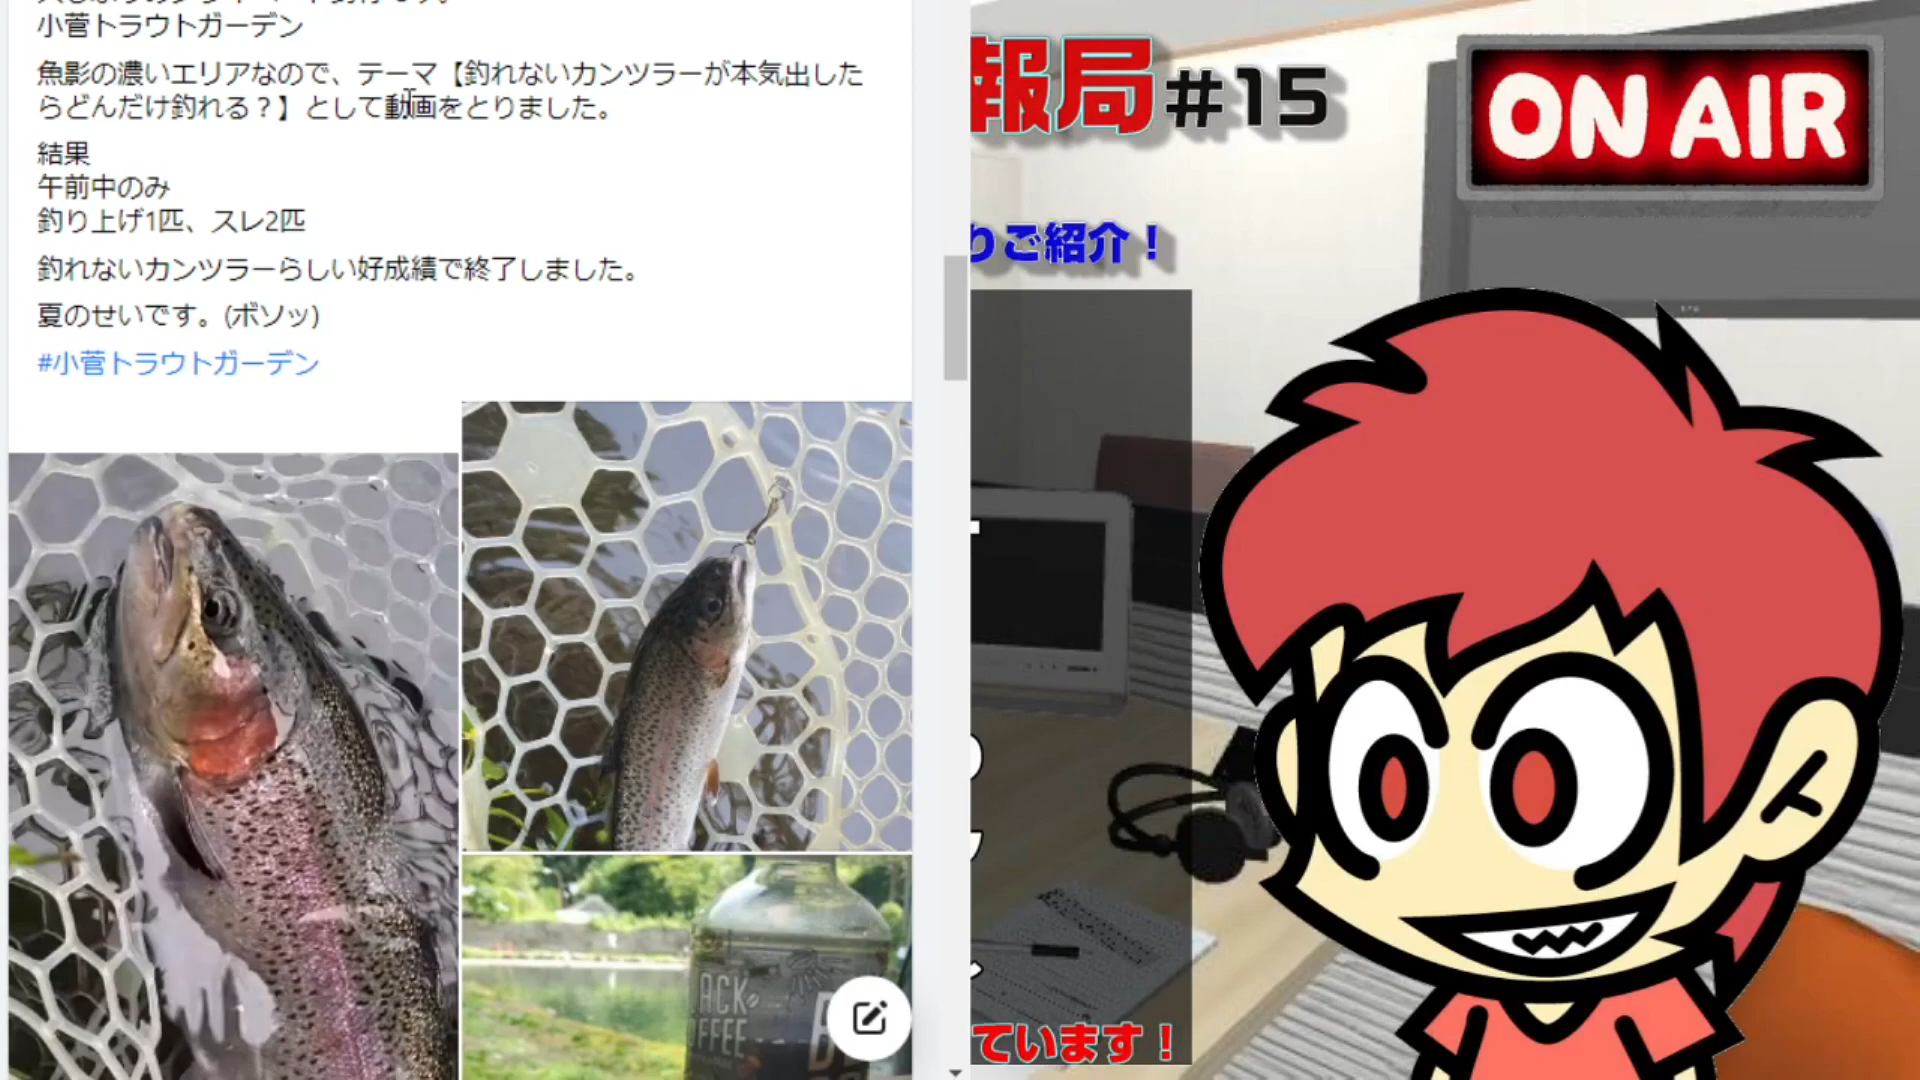 小菅トラウトガーデン
魚影の濃いエリアなので、テーマ【釣れないカンツラーが本気出した
らどんだけ釣れる？】として動画をとりました。
結果
午前中のみ
釣り上げ1匹、スレ2匹
釣れないカンツラーらしい好成績で終了しました。
夏のせいです。(ボソッ)
#小菅トラウトガーデン
報局#15
ON AIR
りご紹介！
ています！